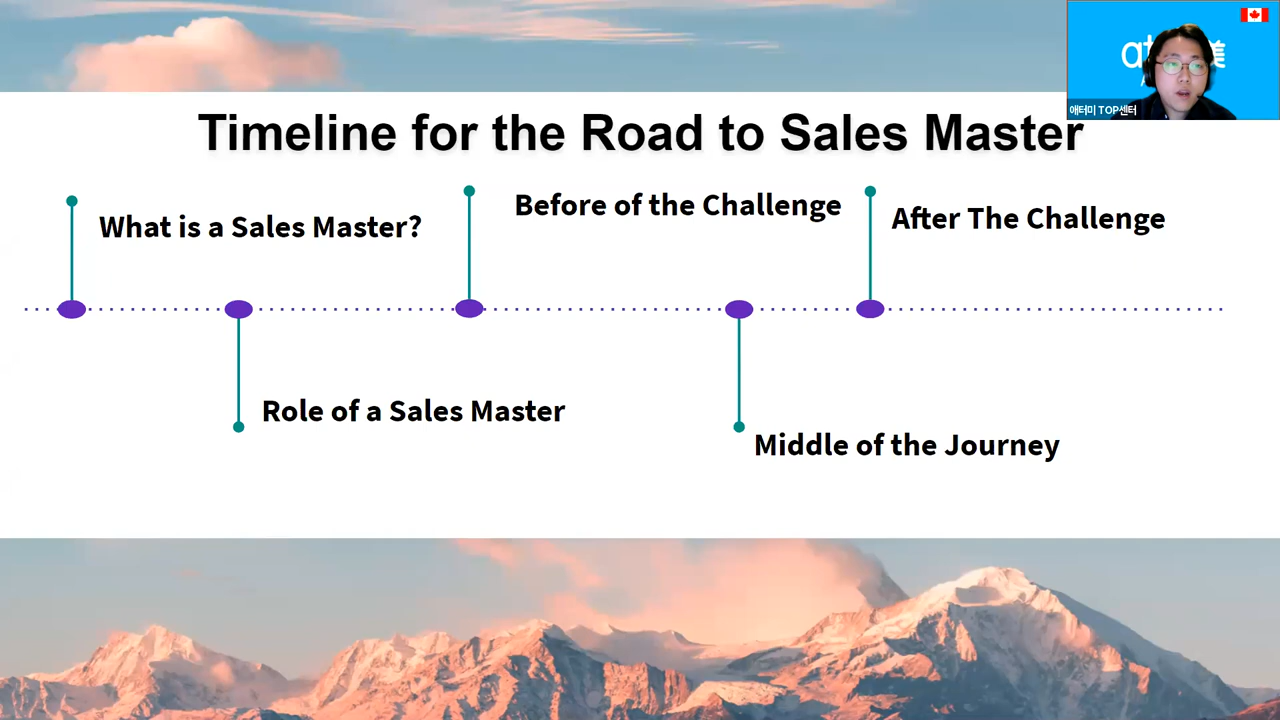 애터미 TOP센터
Timeline for the Road to Sales Master
What is a Sales Master?
Before of the Challenge
After The Challenge
Role of a Sales Master
Middle of the Journey